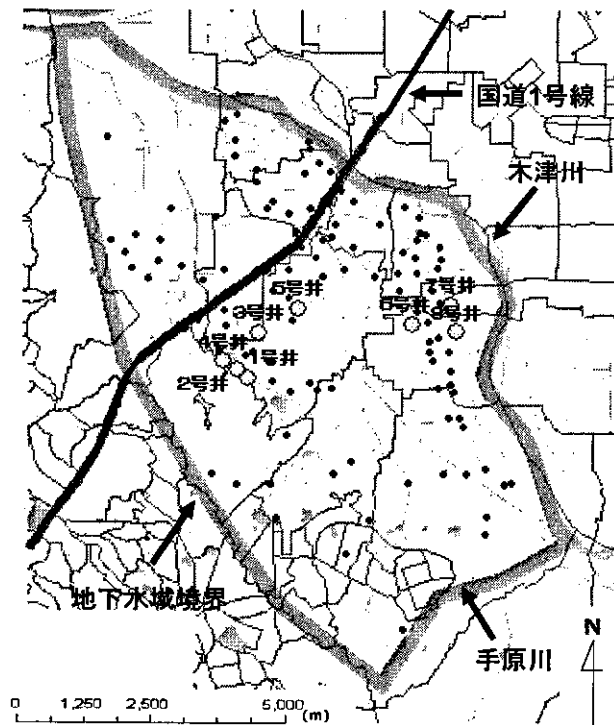 国道1号線
木津川
5号井
7号井
3号井
6号井
8号井
4号井
1号井
2号井
地下水域境界
手原川
N
0 1,250 2,500 5,000
(m)